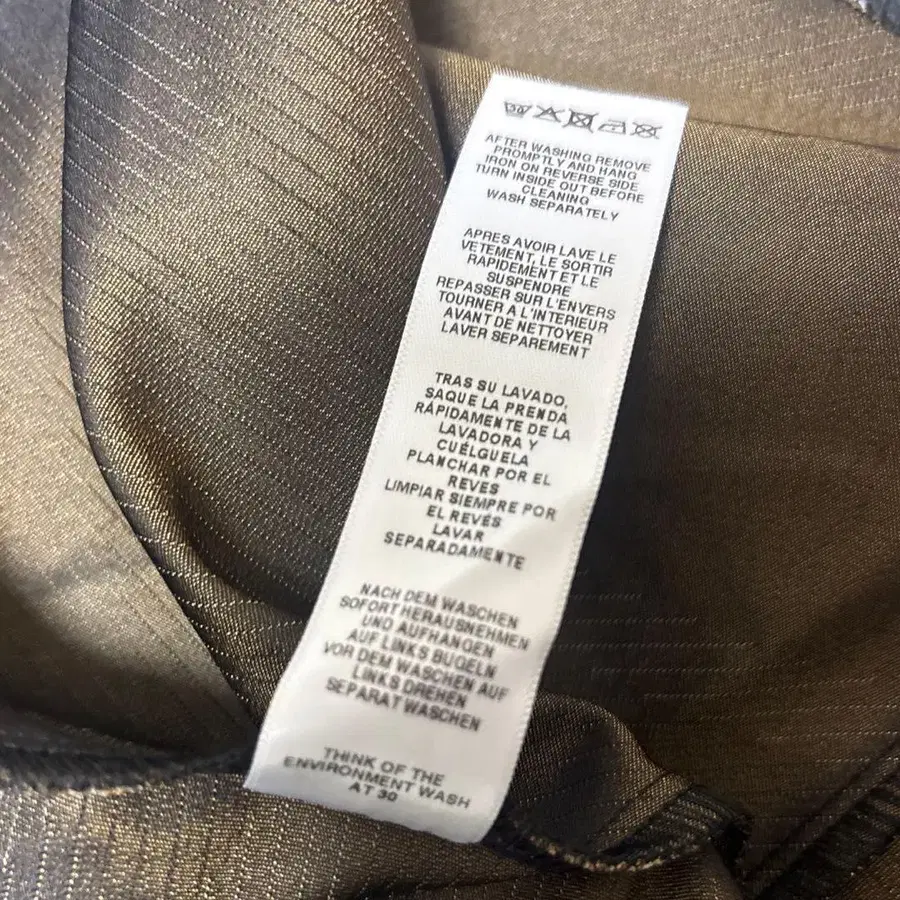 AFTER WASHING REMOVE
PROMPTLY AND HANG
IRON ON REVERSE SIDE
TURN INSIDE OUT BEFORE
CLEANING
WASH SEPARATELY
APRES AVOIR LAVE LE
VETEMENT, LE SORTIR
RAPIDEMENT ET LE
SUSPENDRE
REPASSER SUR L'ENVERS
TOURNER A L'INTERIEUR
AVANT DE NETTOYER
LAVER SEPAREMENT
TRAS SU LAVADO,
SAQUE LA PRENDA
RÁPIDAMENTE DE LA
LAVADORA Y
CUÉLGUELA
PLANCHAR POR EL
REVES
LIMPIAR SIEMPRE POR
EL REVÉS
LAVAR
SEPARADAMENTE
NACH DEM WASCHEN
SOFORT HERAUSNEHMEN
UND AUFHANGEN
AUF LINKS BUGELN
VOR DEM WASCHEN AUF
LINKS DREHEN
SEPARAT WASCHEN
THINK OF THE
ENVIRONMENT WASH
AT 30